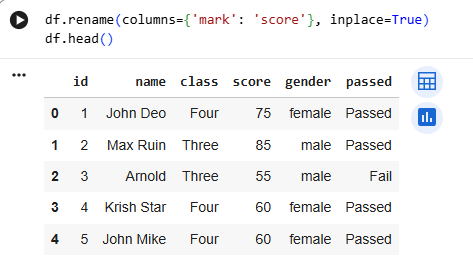 df.rename(columns={'mark': 'score'}, inplace=True)
df.head()
id name class score gender passed
0 1 John Deo Four 75 female Passed
1 2 Max Ruin Three 85 male Passed
2 3 Arnold Three 55 male Fail
3 4 Krish Star Four 60 female Passed
4 5 John Mike Four 60 female Passed